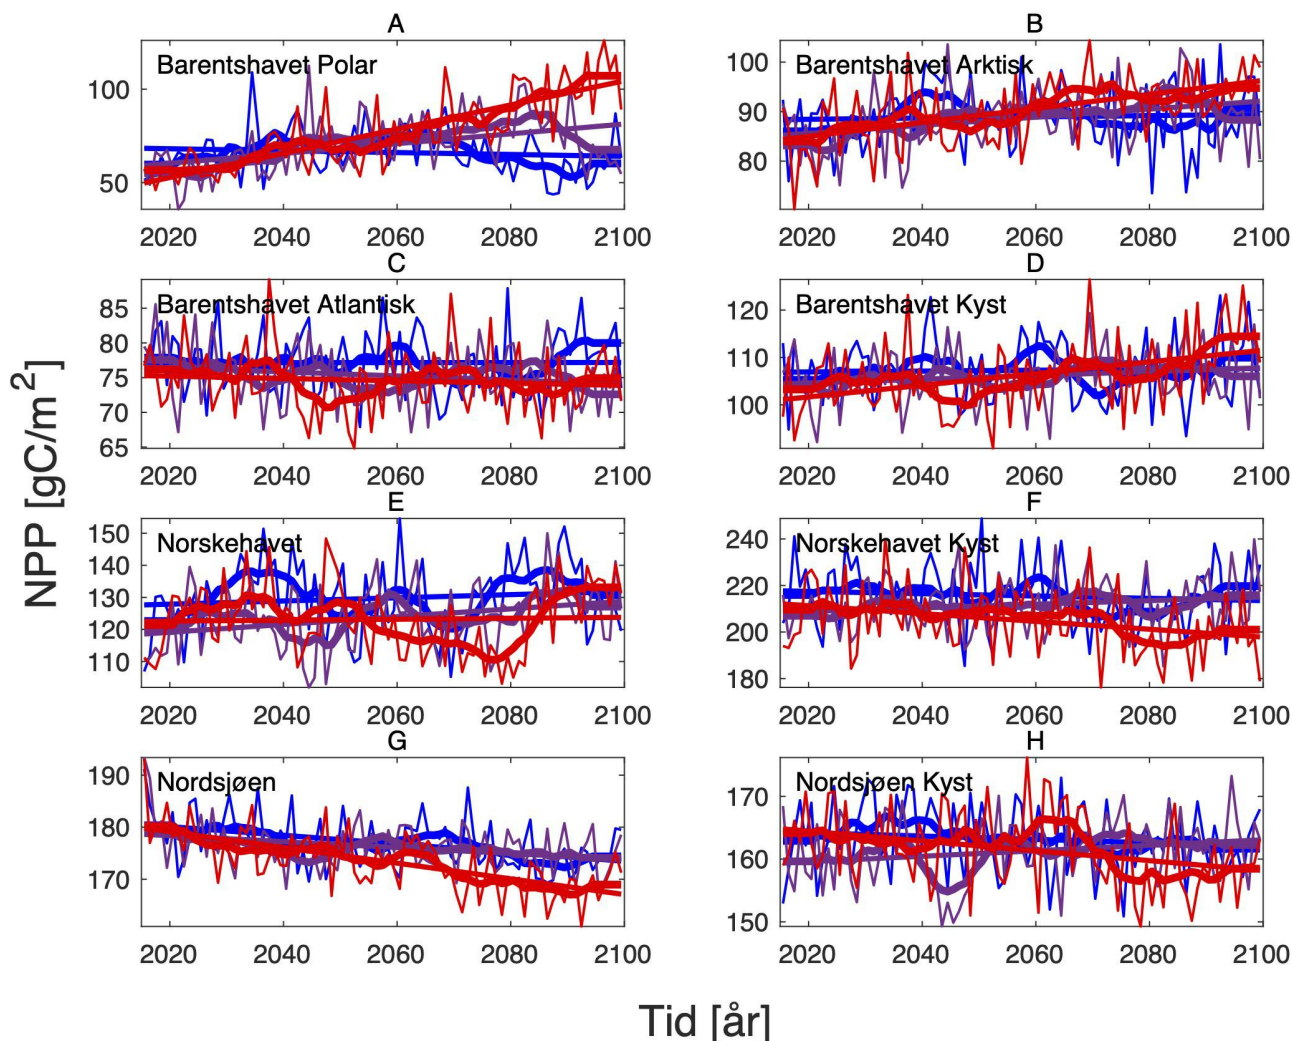 A
Barentshavet Polar
100
50
2020 2040 2060 2080 2100
B
Barentshavet Arktisk
100
90
80
2020 2040 2060 2080 2100
C
Barentshavet Atlantisk
85
80
75
70
65
2020 2040 2060 2080 2100
D
Barentshavet Kyst
120
110
100
2020 2040 2060 2080 2100
E
Norskehavet
150
140
130
120
110
2020 2040 2060 2080 2100
F
Norskehavet Kyst
240
220
200
180
2020 2040 2060 2080 2100
G
Nordsjøen
190
180
170
2020 2040 2060 2080 2100
H
Nordsjøen Kyst
170
160
150
2020 2040 2060 2080 2100
NPP [gC/m²]
Tid [år]